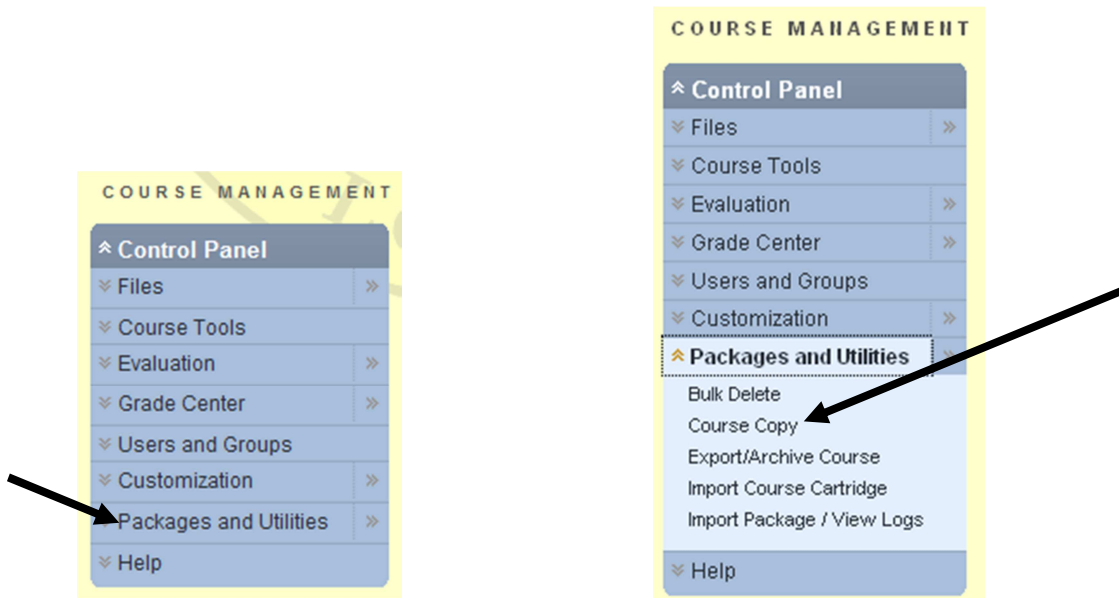 COURSE MANAGEMENT
Control Panel
Files
Course Tools
Evaluation
Grade Center
Users and Groups
Customization
Packages and Utilities
Help
COURSE MANAGEMENT
Control Panel
Files
Course Tools
Evaluation
Grade Center
Users and Groups
Customization
Packages and Utilities
Bulk Delete
Course Copy
Export/Archive Course
Import Course Cartridge
Import Package / View Logs
Help